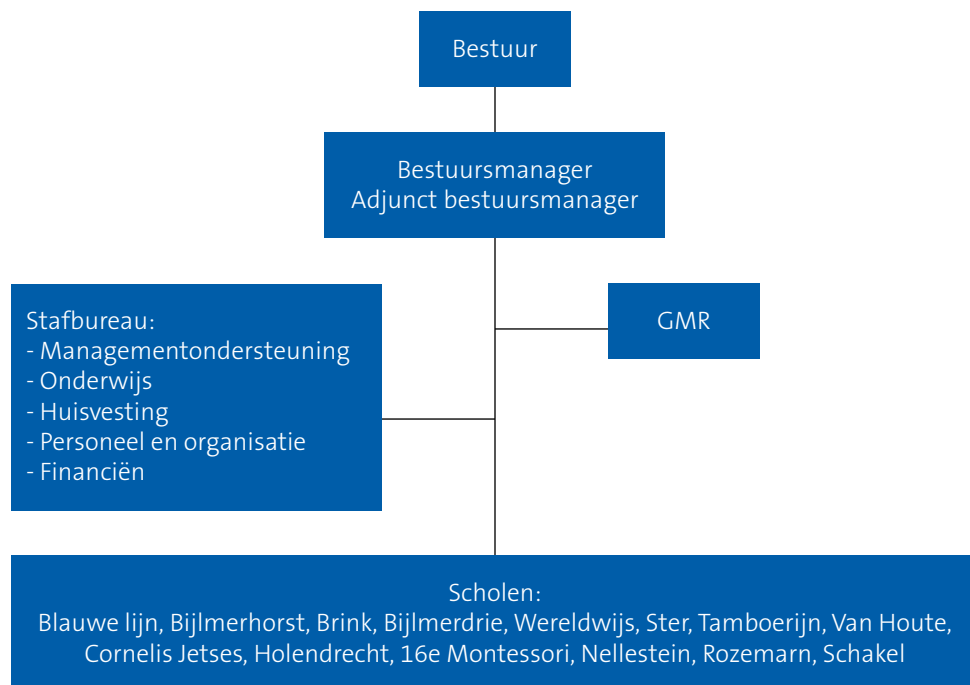 Bestuur
Bestuursmanager
Adjunct bestuursmanager
Stafbureau:
- Managementondersteuning
- Onderwijs
- Huisvesting
- Personeel en organisatie
- Financiën
GMR
Scholen:
Blauwe lijn, Bijlmerhorst, Brink, Bijlmerdrie, Wereldwijs, Ster, Tamboerijn, Van Houte,
Cornelis Jetses, Holendrecht, 16e Montessori, Nellestein, Rozemarn, Schakel